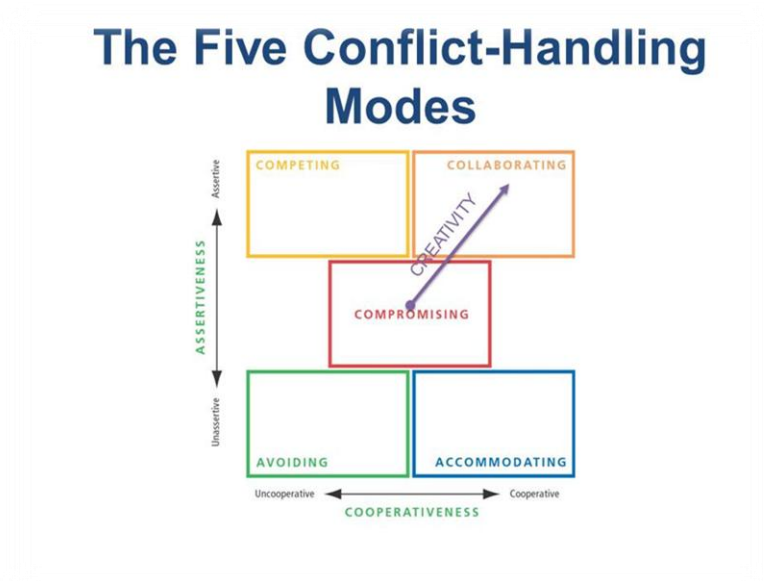 The Five Conflict-Handling
Modes
Assertive
ASSERTIVENESS
Unassertive
COMPETING
COLLABORATING
CREATIVITY
COMPROMISING
AVOIDING
ACCOMMODATING
Uncooperative
Cooperative
COOPERATIVENESS